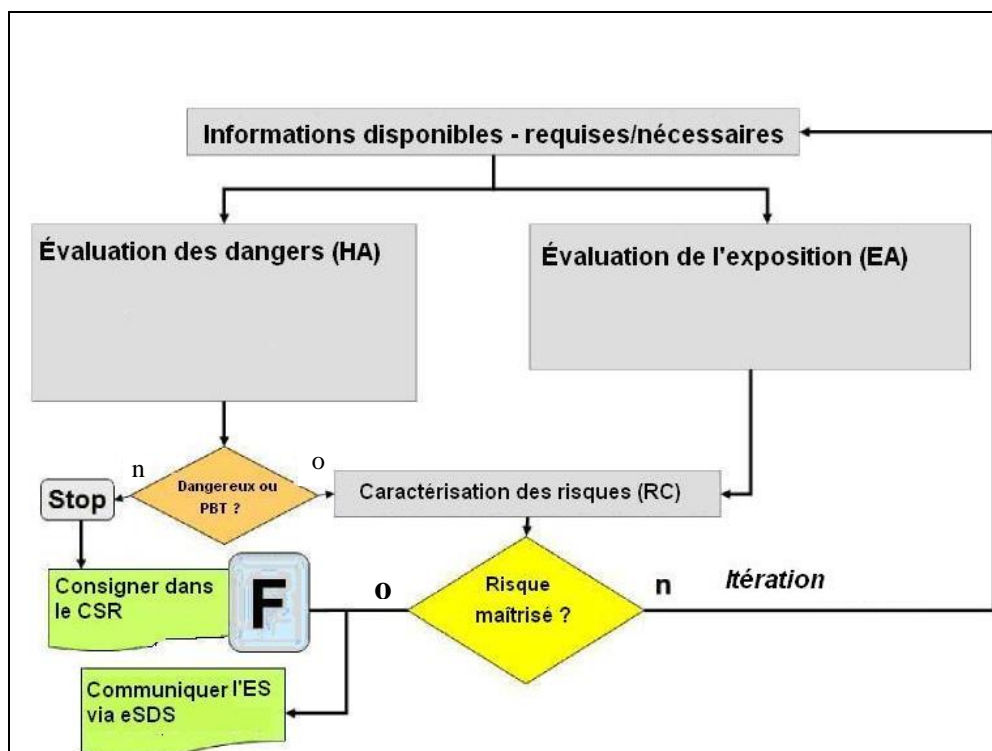 Informations disponibles - requises/nécessaires
Évaluation des dangers (HA)
Évaluation de l'exposition (EA)
n
o
Stop
Dangereux ou
PBT ?
Caractérisation des risques (RC)
Consigner dans
le CSR
F
o
Risque
maîtrisé ?
n
Itération
Communiquer l'ES
via eSDS